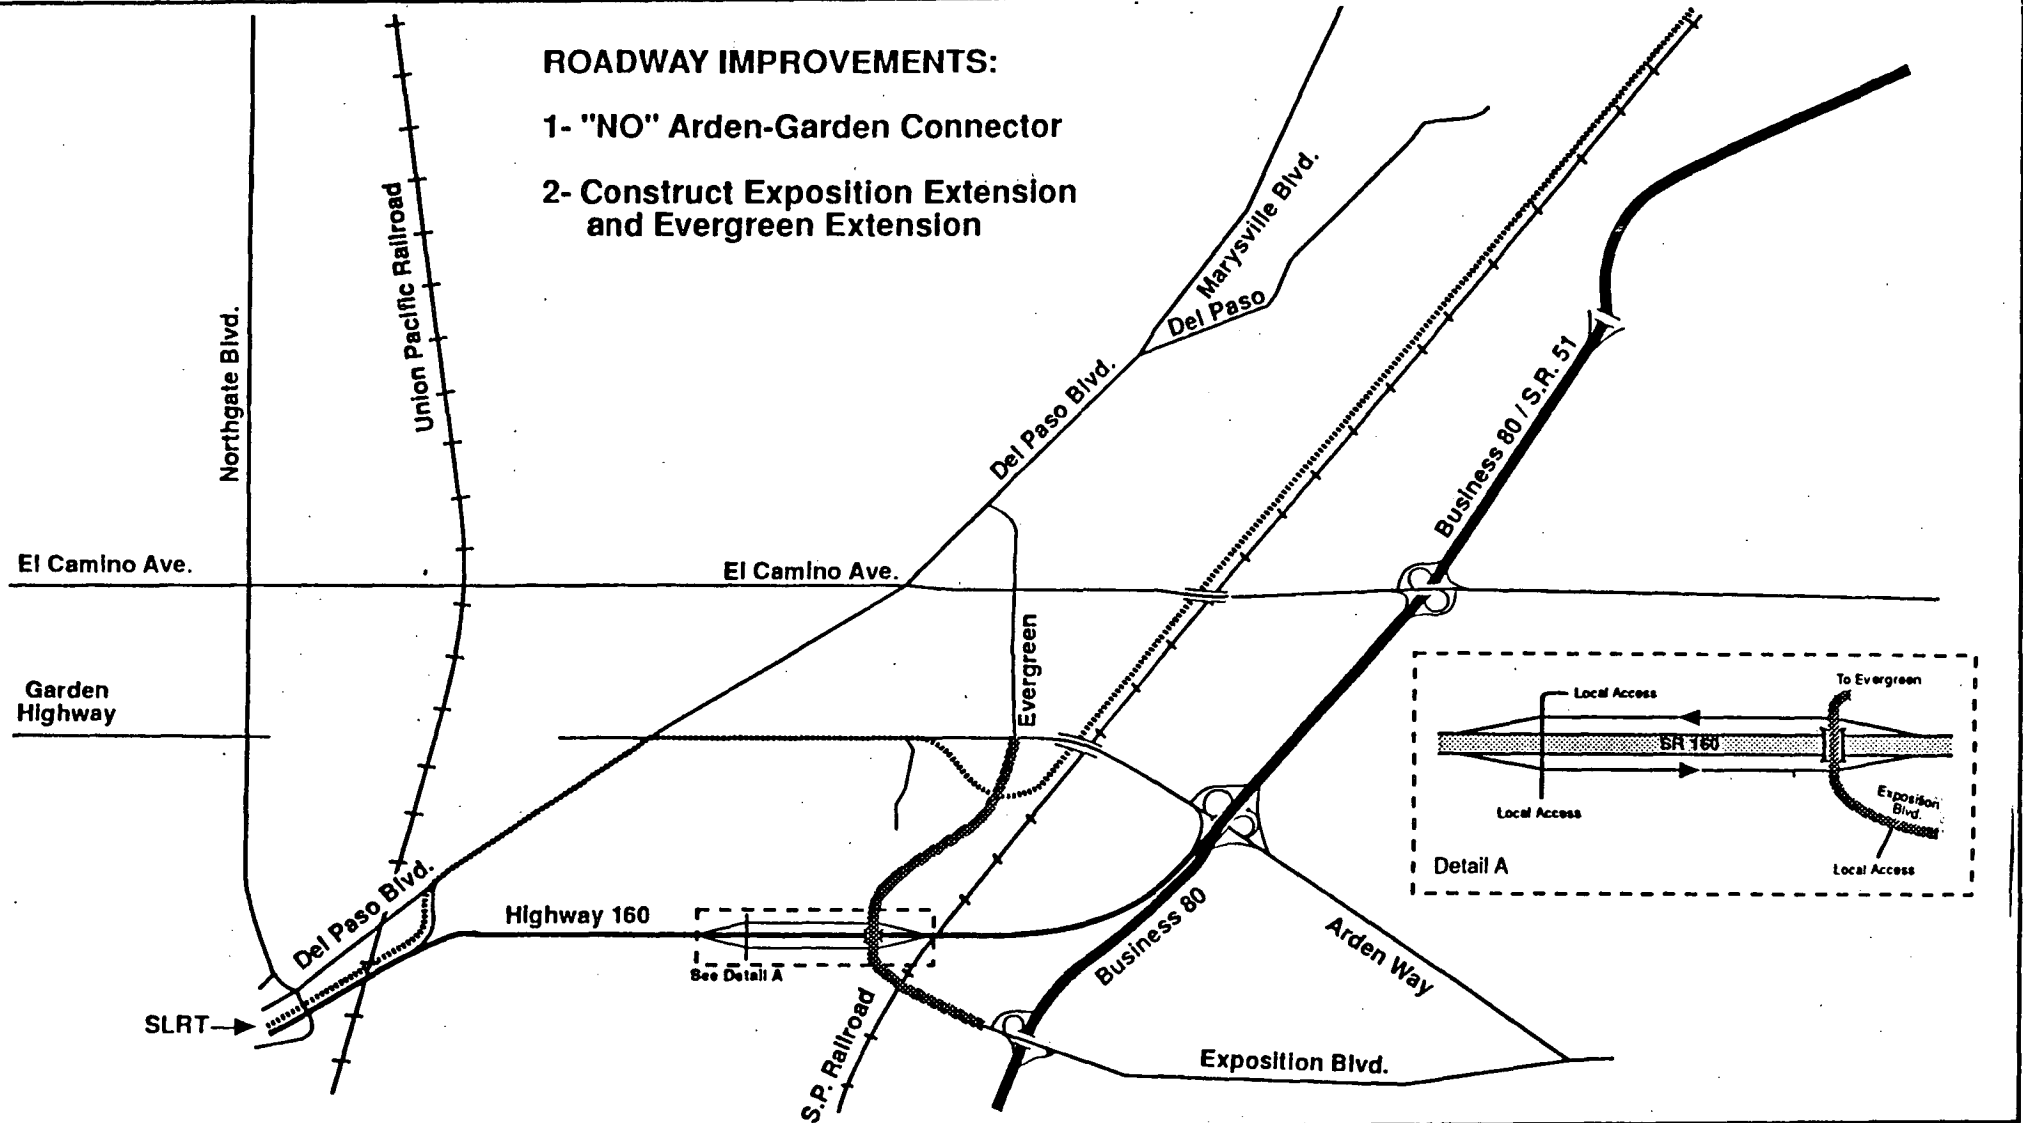 ROADWAY IMPROVEMENTS:
1- "NO" Arden-Garden Connector
2- Construct Exposition Extension
and Evergreen Extension
Northgate Blvd.
Union Pacific Railroad
Marysville Blvd.
Del Paso
Del Paso Blvd.
Business 80 / S.R. 51
El Camino Ave.
El Camino Ave.
Evergreen
Garden
Highway
To Evergreen
Local Access
SR 160
Exposition
Blvd.
Local Access
Detail A
Local Access
Del Paso Blvd.
Highway 160
See Detail A
Business 80
Arden Way
SLRT
S.P. Railroad
Exposition Blvd.